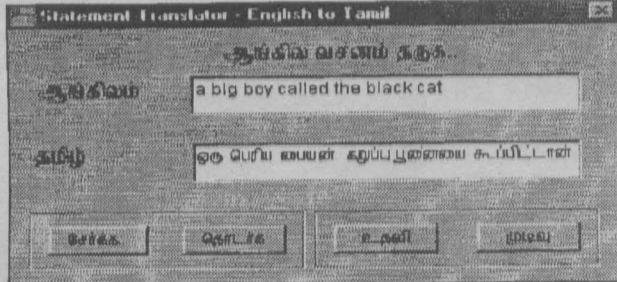 Statement Translator - English to Tamil
ஆங்கில வசனம் தருக..
ஆங்கிலம்
a big boy called the black cat
தமிழ்
ஒரு பெரிய பையன் கறுப்பு பூனையை கூப்பிட்டான்
சேர்க்க
தொடர்க
உதவி
முடிவு